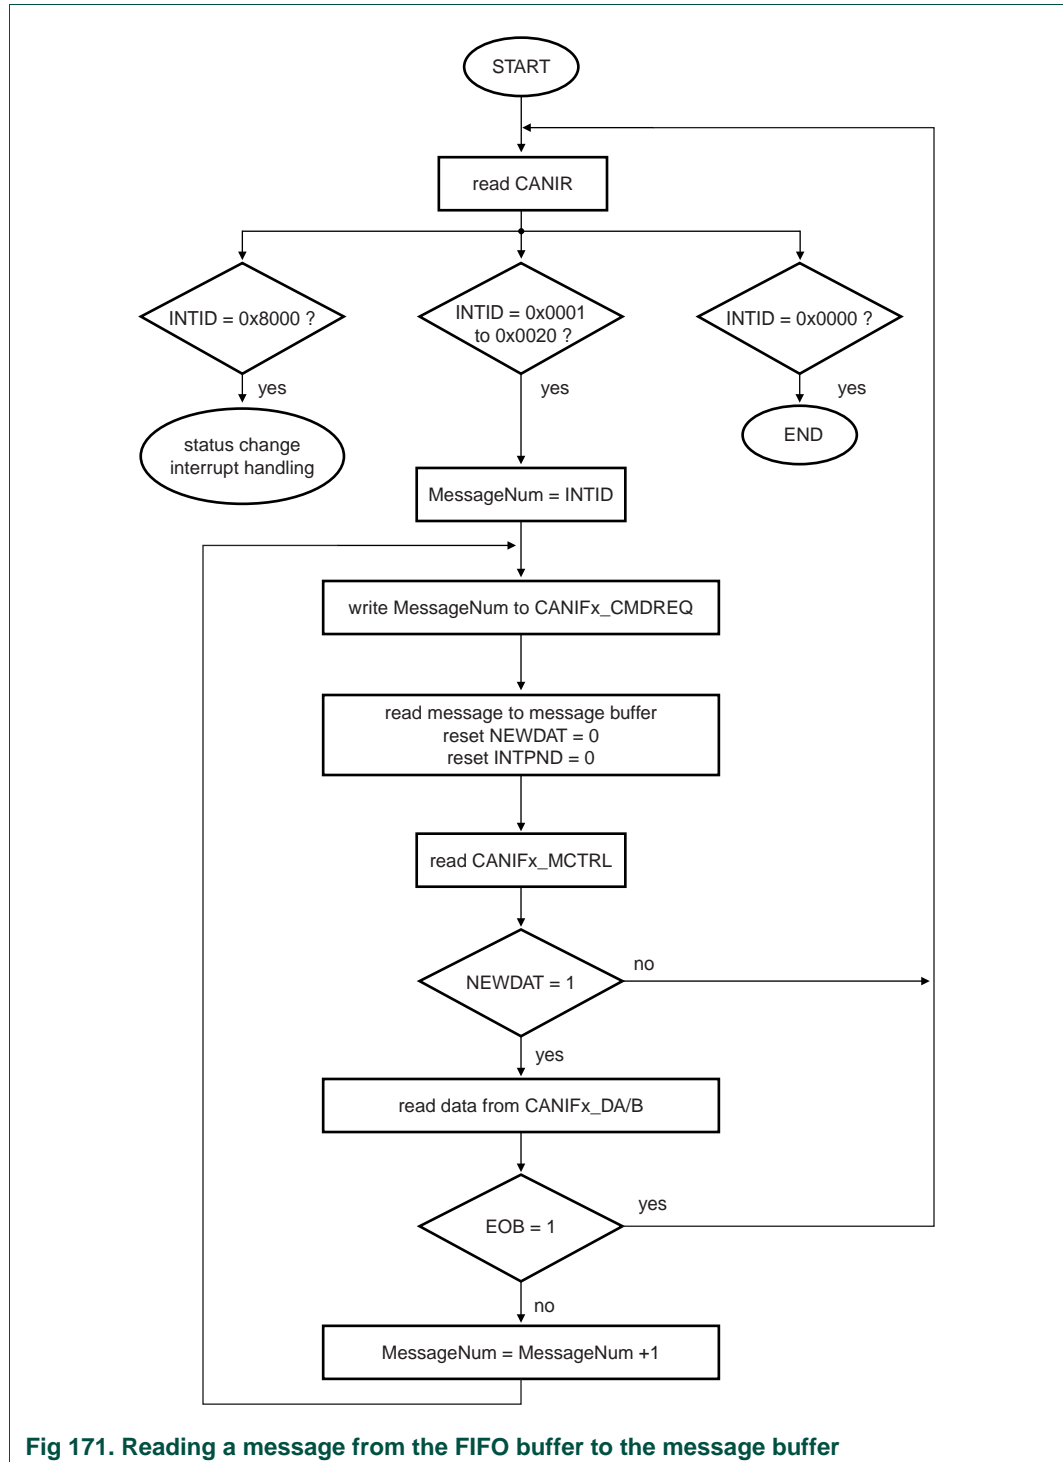 START
read CANIR
INTID = 0x8000 ?
INTID = 0x0001
to 0x0020 ?
INTID = 0x0000 ?
yes
yes
yes
status change
interrupt handling
END
MessageNum = INTID
write MessageNum to CANIFx_CMDREQ
read message to message buffer
reset NEWDAT = 0
reset INTPND = 0
read CANIFx_MCTRL
NEWDAT = 1
no
yes
read data from CANIFx_DA/B
EOB = 1
yes
no
MessageNum = MessageNum +1
Fig 171. Reading a message from the FIFO buffer to the message buffer